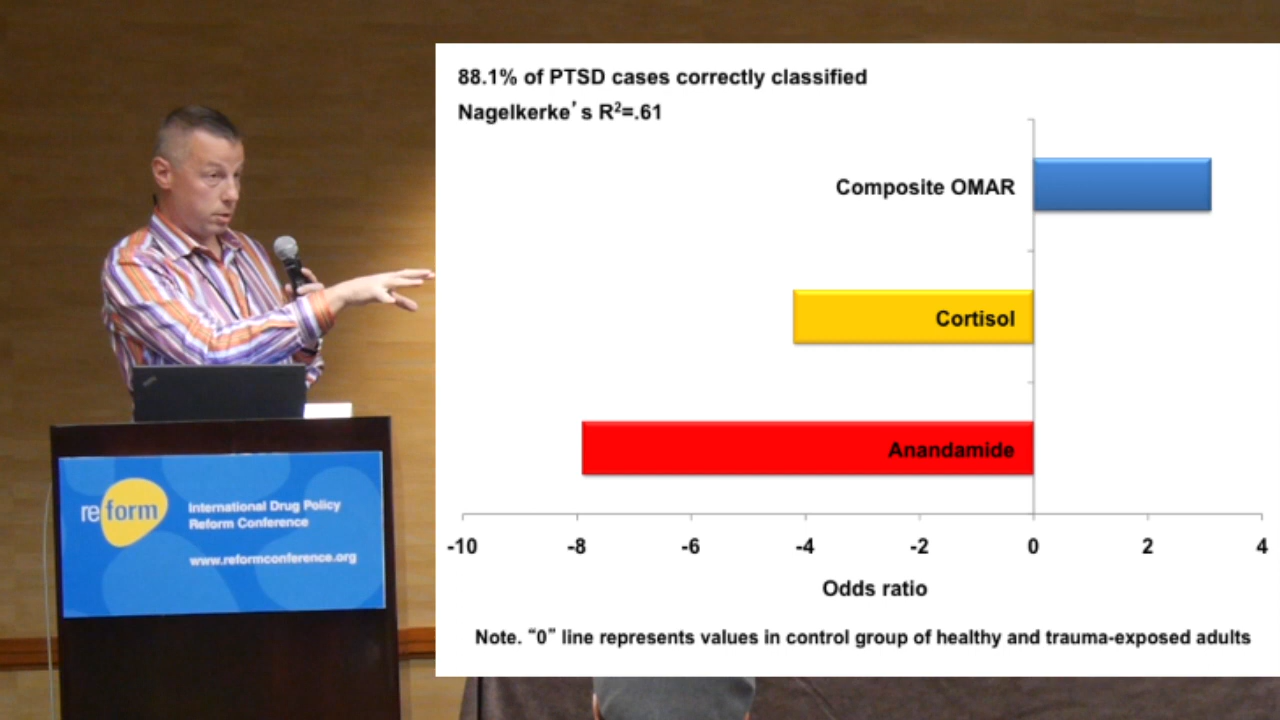 88.1% of PTSD cases correctly classified
Nagelkerke’s R²=.61
Composite OMAR
Cortisol
Anandamide
-10 -8 -6 -4 -2 0 2 4
Odds ratio
Note. “0” line represents values in control group of healthy and trauma-exposed adults
reform
International Drug Policy
Reform Conference
www.reformconference.org